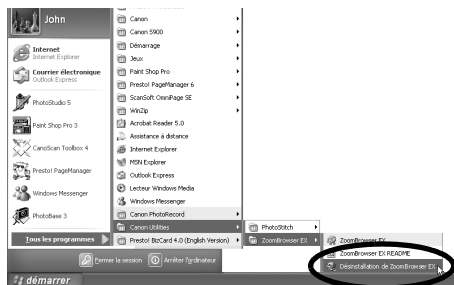 John
Internet
Internet Explorer
Courrier électronique
Outlook Express
PhotoStudio 5
Paint Shop Pro 3
CanoScan Toolbox 4
Presto! PageManager
Windows Messenger
PhotoBase 3
Tous les programmes
Canon
Canon S900
Démarrage
Jeux
Paint Shop Pro
Presto! PageManager 6
ScanSoft OmniPage SE
WinZip
Acrobat Reader 5.0
Assistance à distance
Internet Explorer
MSN Explorer
Outlook Express
Lecteur Windows Media
Windows Messenger
Canon PhotoRecord
Canon Utilities
Presto! BizCard 4.0 (English Version)
PhotoStitch
ZoomBrowser EX
ZoomBrowser EX
ZoomBrowser EX README
Désinstallation de ZoomBrowser EX
Fermer la session
Arrêter l'ordinateur
démarrer